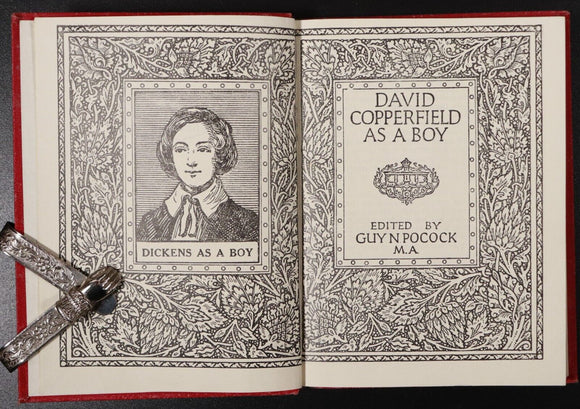 DICKENS AS A BOY
DAVID
COPPERFIELD
AS A BOY
EDITED BY
GUY N POCOCK
M.A.